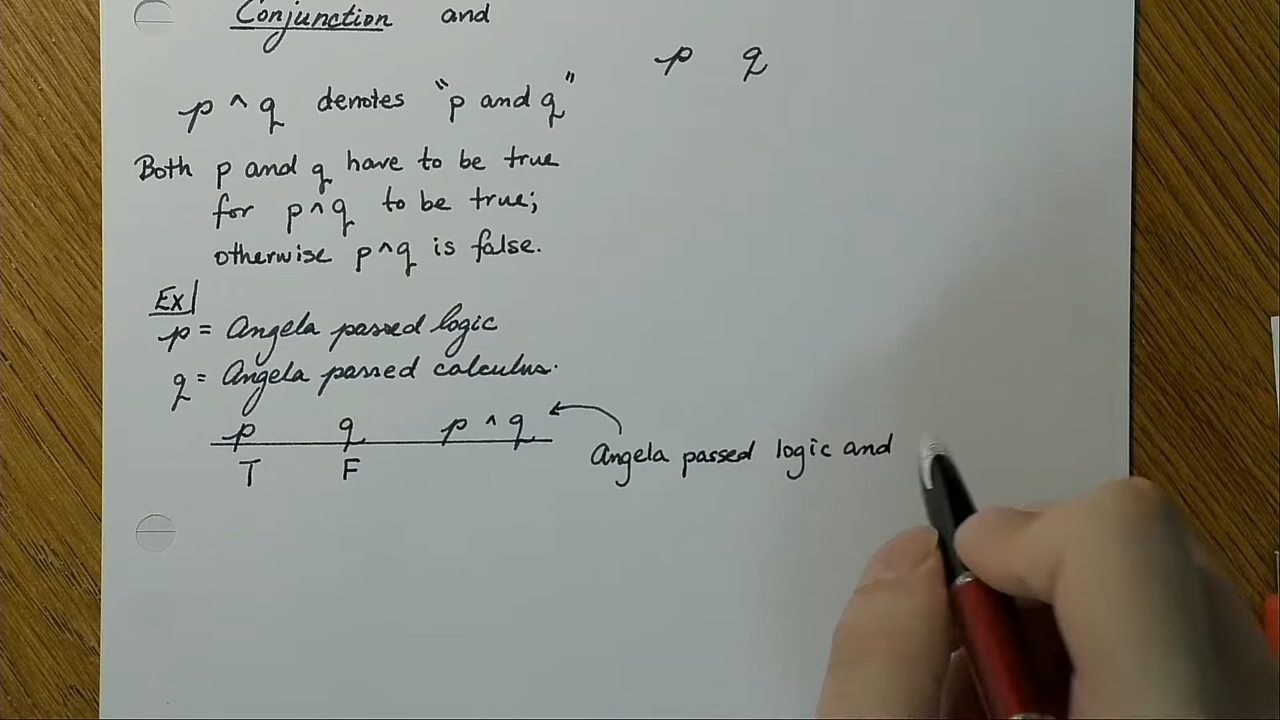 Conjunction and
p q
p ^ q denotes "p and q"
Both p and q have to be true
for p^q to be true;
otherwise p^q is false.
Ex
p = Angela passed logic
q = Angela passed calculus.
p q p ^ q
Angela passed logic and
T F